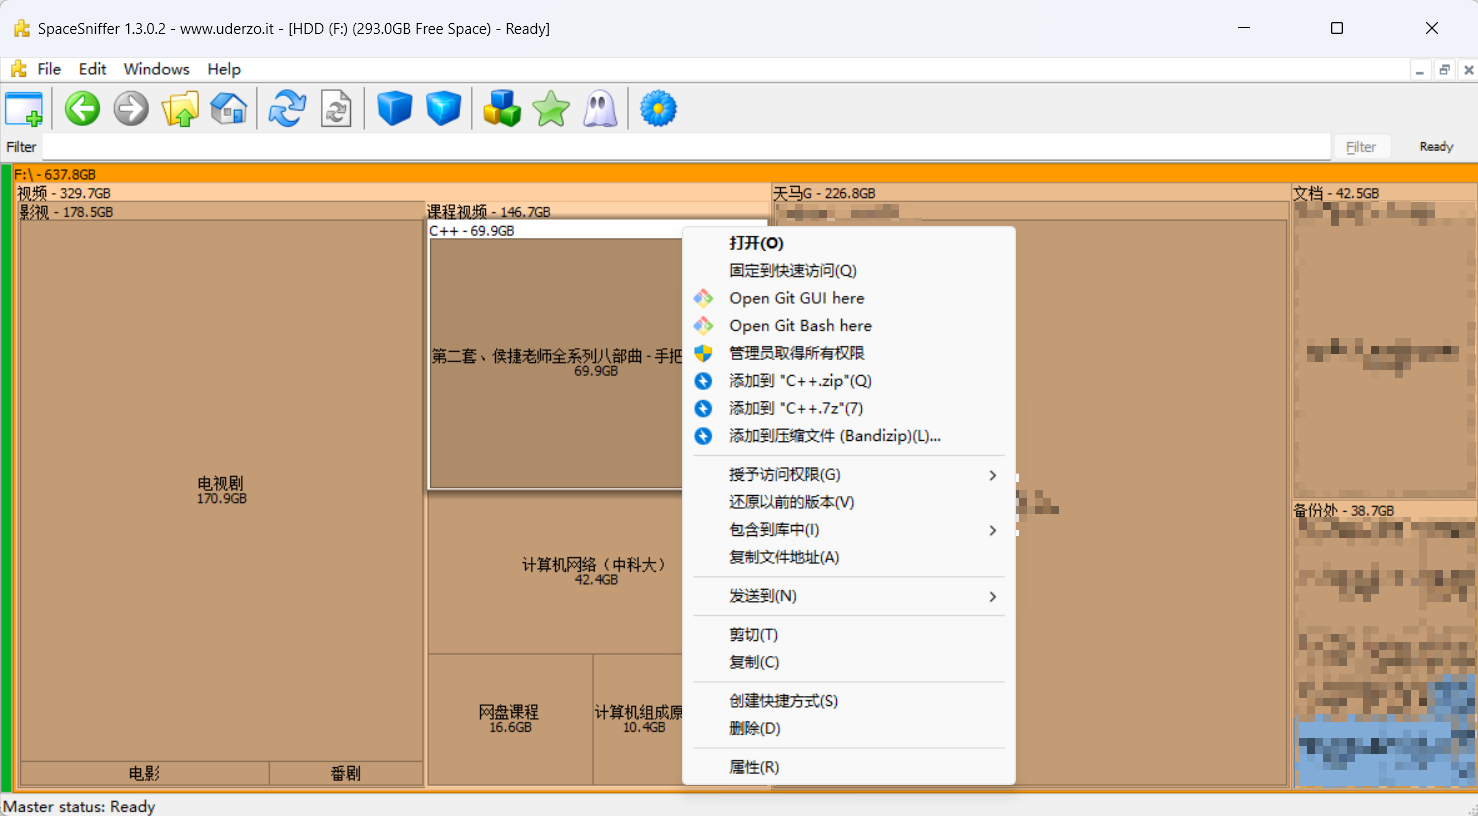 SpaceSniffer 1.3.0.2 - www.uderzo.it - [HDD (F:) (293.0GB Free Space) - Ready]
File Edit Windows Help
Filter
Filter
Ready
F:\ - 637.8GB
视频 - 329.7GB
影视 - 178.5GB
电视剧
170.9GB
电影
番剧
课程视频 - 146.7GB
C++ - 69.9GB
第二套、侯捷老师全系列八部曲 - 手把
69.9GB
计算机网络（中科大）
42.4GB
网盘课程
16.6GB
计算机组成原
10.4GB
天马G - 226.8GB
文档 - 42.5GB
备份处 - 38.7GB
打开(O)
固定到快速访问(Q)
Open Git GUI here
Open Git Bash here
管理员取得所有权限
添加到 "C++.zip"(Q)
添加到 "C++.7z"(7)
添加到压缩文件 (Bandizip)(L)...
授予访问权限(G)
还原以前的版本(V)
包含到库中(I)
复制文件地址(A)
发送到(N)
剪切(T)
复制(C)
创建快捷方式(S)
删除(D)
属性(R)
Master status: Ready